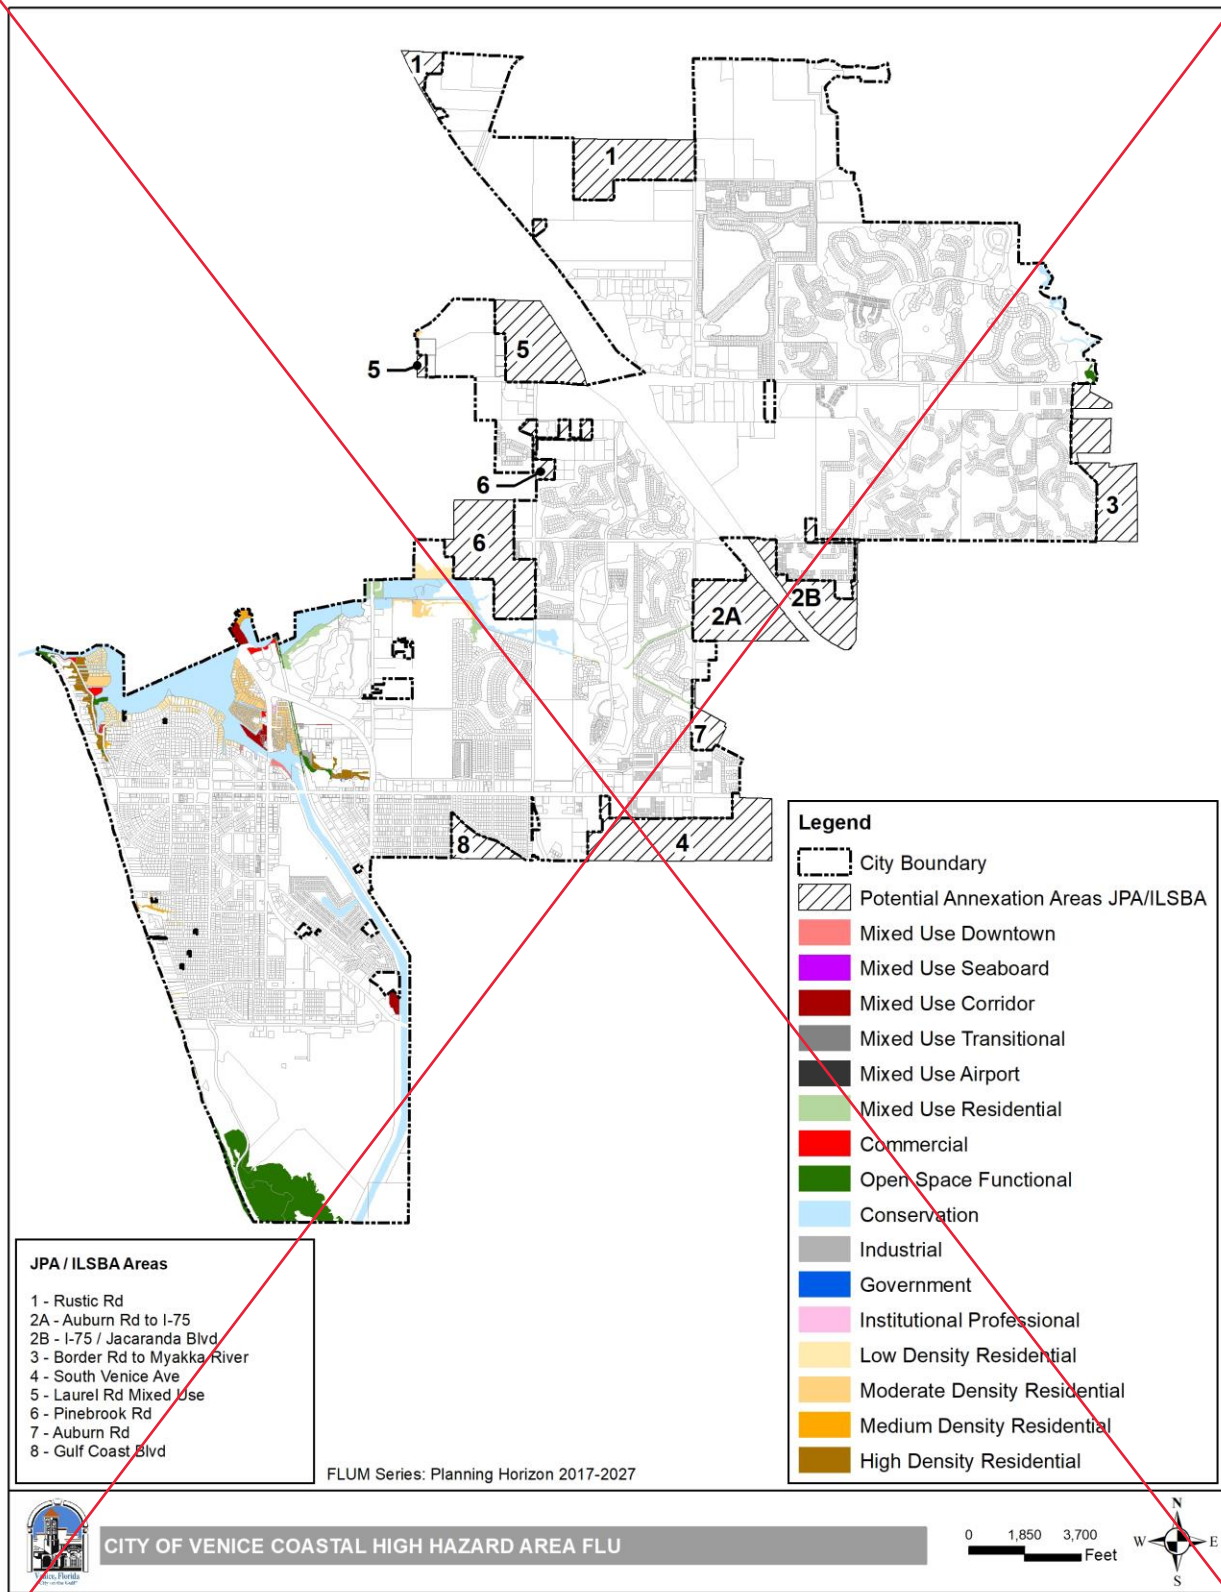 1
1
5
5
6
6
3
2A
2B
7
8
4
Legend
City Boundary
Potential Annexation Areas JPA/ILSBA
Mixed Use Downtown
Mixed Use Seaboard
Mixed Use Corridor
Mixed Use Transitional
Mixed Use Airport
Mixed Use Residential
Commercial
Open Space Functional
Conservation
Industrial
Government
Institutional Professional
Low Density Residential
Moderate Density Residential
Medium Density Residential
High Density Residential
JPA / ILSBA Areas
1 - Rustic Rd
2A - Auburn Rd to I-75
2B - I-75 / Jacaranda Blvd
3 - Border Rd to Myakka River
4 - South Venice Ave
5 - Laurel Rd Mixed Use
6 - Pinebrook Rd
7 - Auburn Rd
8 - Gulf Coast Blvd
FLUM Series: Planning Horizon 2017-2027
Venice, Florida
"City on the Gulf"
CITY OF VENICE COASTAL HIGH HAZARD AREA FLU
0 1,850 3,700
Feet
N
W E
S